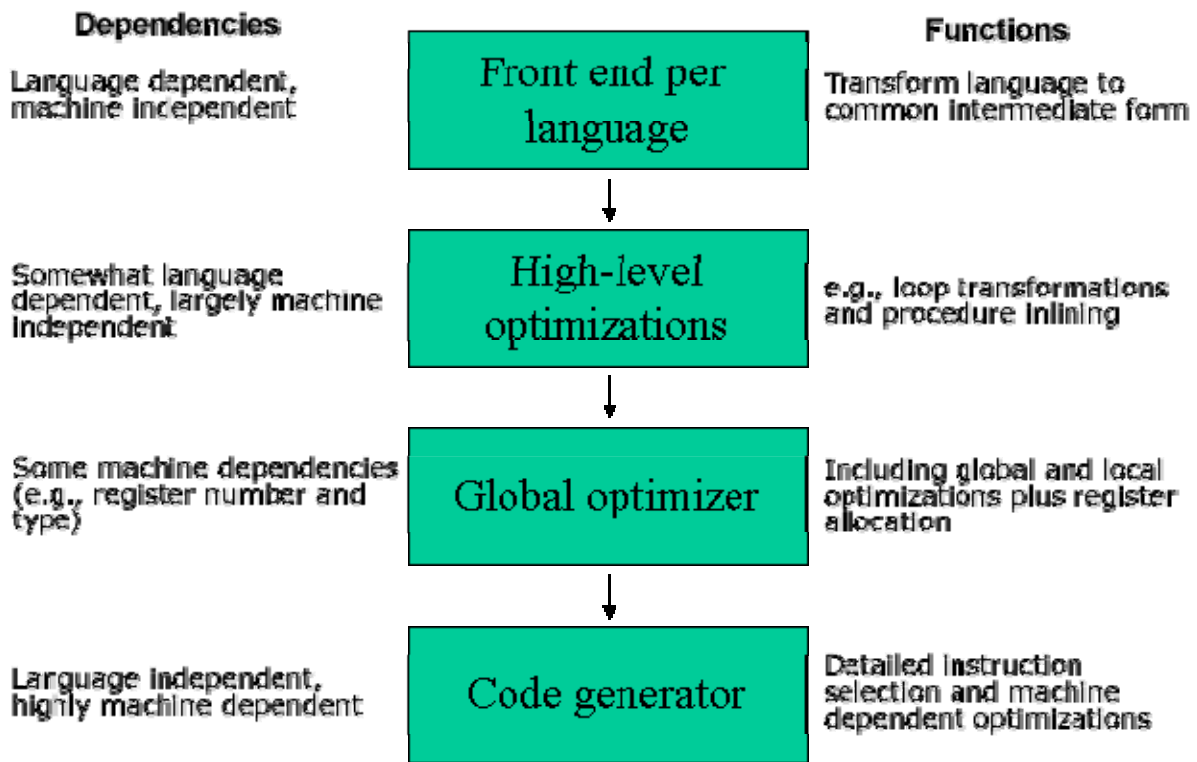 Dependencies
Functions
Language dependent,
machine independent
Front end per
language
Transform language to
common intermediate form
Somewhat language
dependent, largely machine
independent
High-level
optimizations
e.g., loop transformations
and procedure inlining
Some machine dependencies
(e.g., register number and
type)
Global optimizer
Including global and local
optimizations plus register
allocation
Language independent,
highly machine dependent
Code generator
Detailed instruction
selection and machine
dependent optimizations